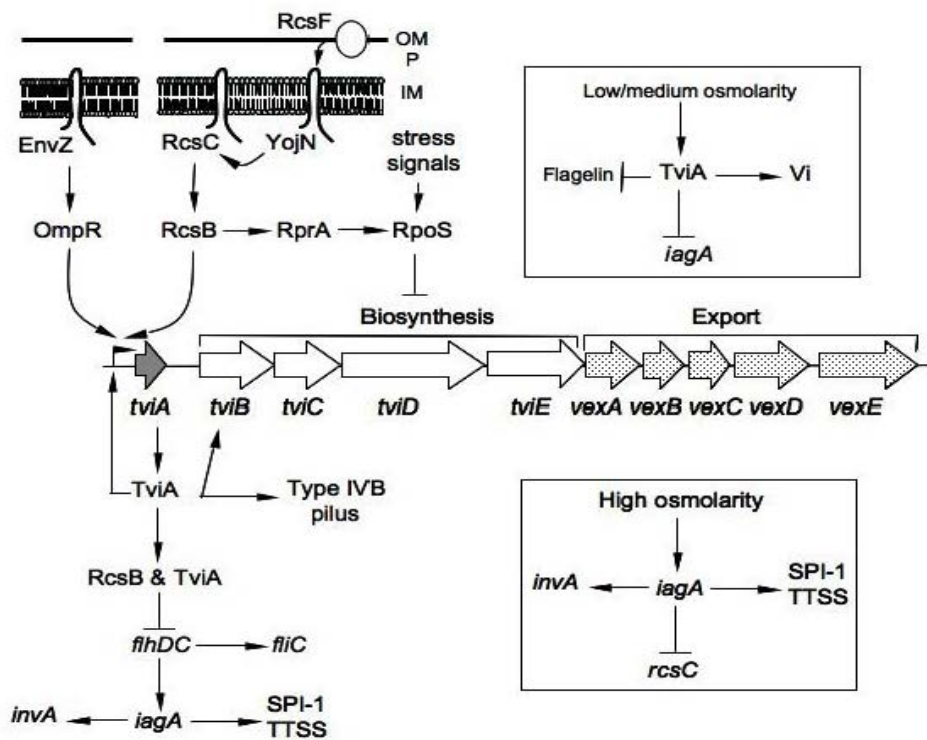 RcsF
OM
P
IM
EnvZ
RcsC
YojN
stress
signals
OmpR
RcsB
RprA
RpoS
Low/medium osmolarity
Flagelin
TviA
Vi
iagA
Biosynthesis
Export
tviA
tviB
tviC
tviD
tviE
vexA
vexB
vexC
vexD
vexE
TviA
Type IVB
pilus
RcsB & TviA
flhDC
fliC
invA
iagA
SPI-1
TTSS
High osmolarity
invA
iagA
SPI-1
TTSS
rcsC